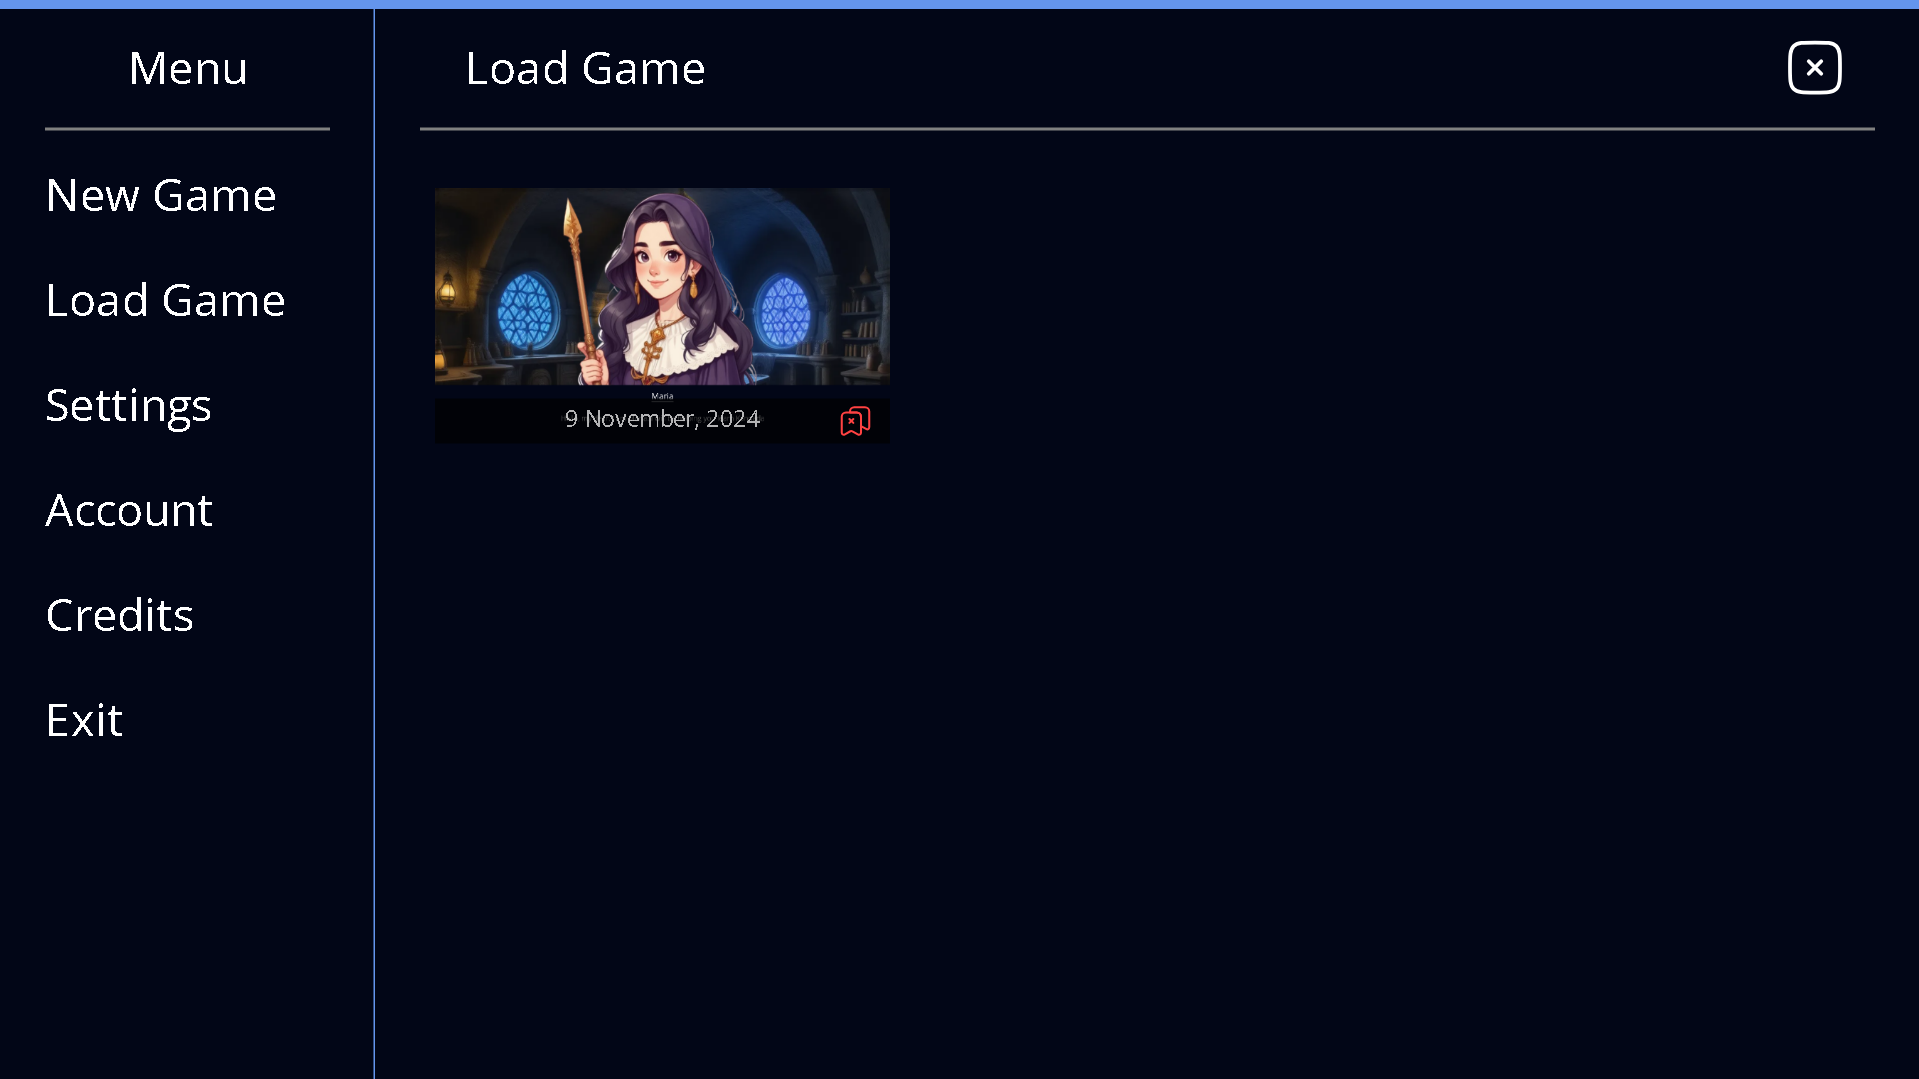 Menu
New Game
Load Game
Settings
Account
Credits
Exit
Load Game
Maria
9 November, 2024